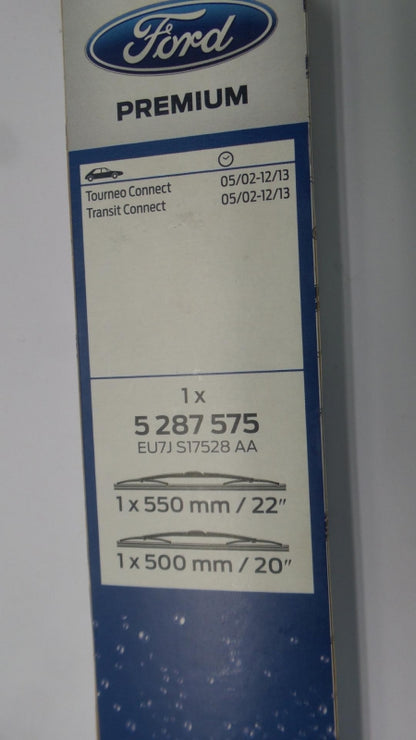 Ford
PREMIUM
Tourneo Connect 05/02-12/13
Transit Connect 05/02-12/13
1 x
5 287 575
EU7J S17528 AA
1 x 550 mm / 22"
1 x 500 mm / 20"